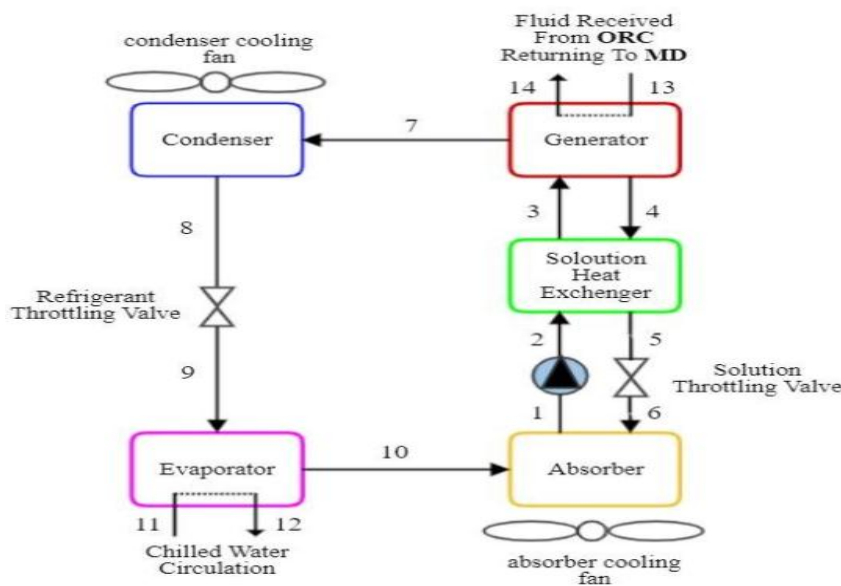 condenser cooling
fan
Fluid Received
From ORC
Returning To MD
14
13
Condenser
7
Generator
8
3
4
Refrigerant
Throttling Valve
Soloution
Heat
Exchenger
9
2
5
Solution
Throttling Valve
1
6
Evaporator
10
Absorber
11
12
Chilled Water
Circulation
absorber cooling
fan